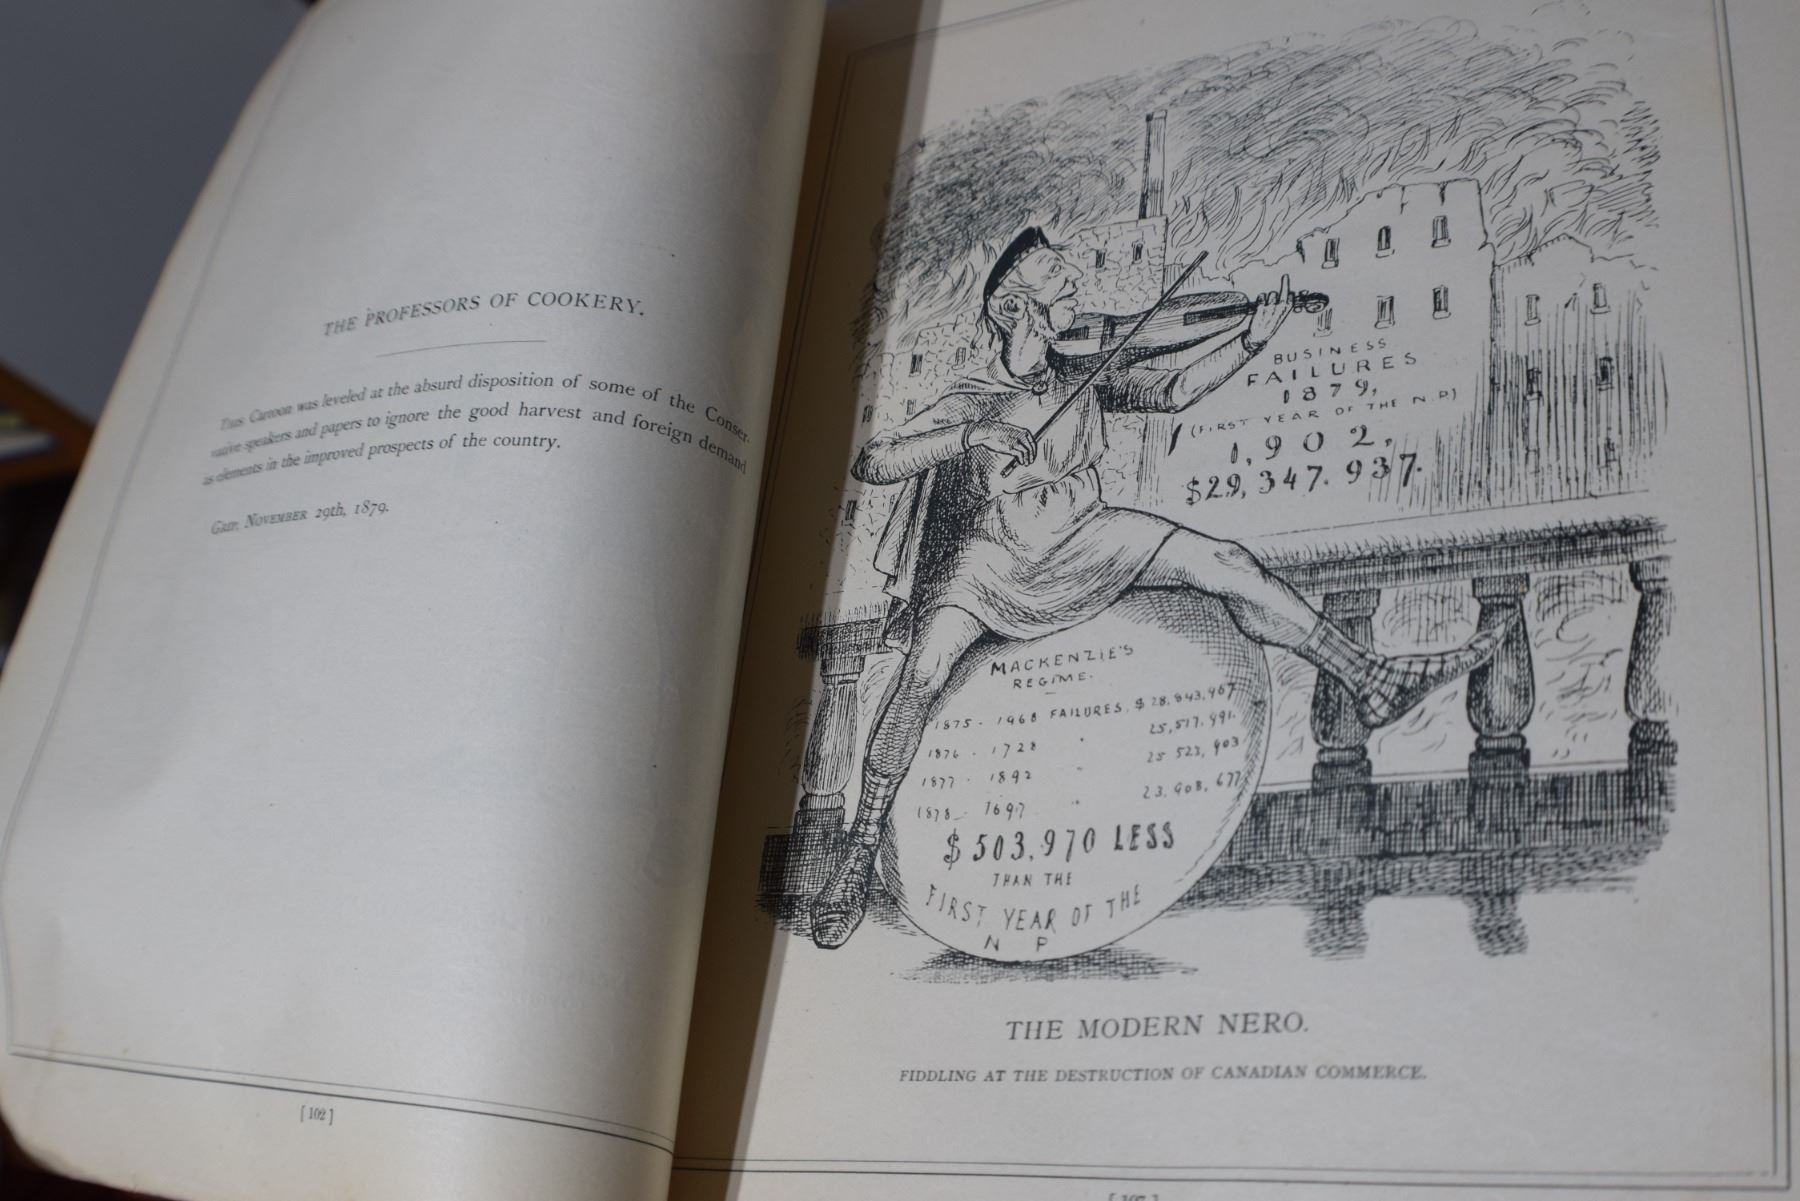 THE PROFESSORS OF COOKERY.
THIS Cartoon was leveled at the absurd disposition of some of the Conser-
vative speakers and papers to ignore the good harvest and foreign demand
as elements in the improved prospects of the country.
GRIP, NOVEMBER 29th, 1879.
[ 102 ]
BUSINESS
FAILURES
1879,
(FIRST YEAR OF THE N.P)
1,902,
$29,347.937.
MACKENZIE'S
REGIME.
1875 - 1968 FAILURES, $28,843,967
1876 - 1728 " 25,517,991.
1877 - 1892 " 25 523, 903
1878 - 1697 " 23,908,677
$503,970 LESS
THAN THE
FIRST YEAR OF THE
N P
THE MODERN NERO.
FIDDLING AT THE DESTRUCTION OF CANADIAN COMMERCE.